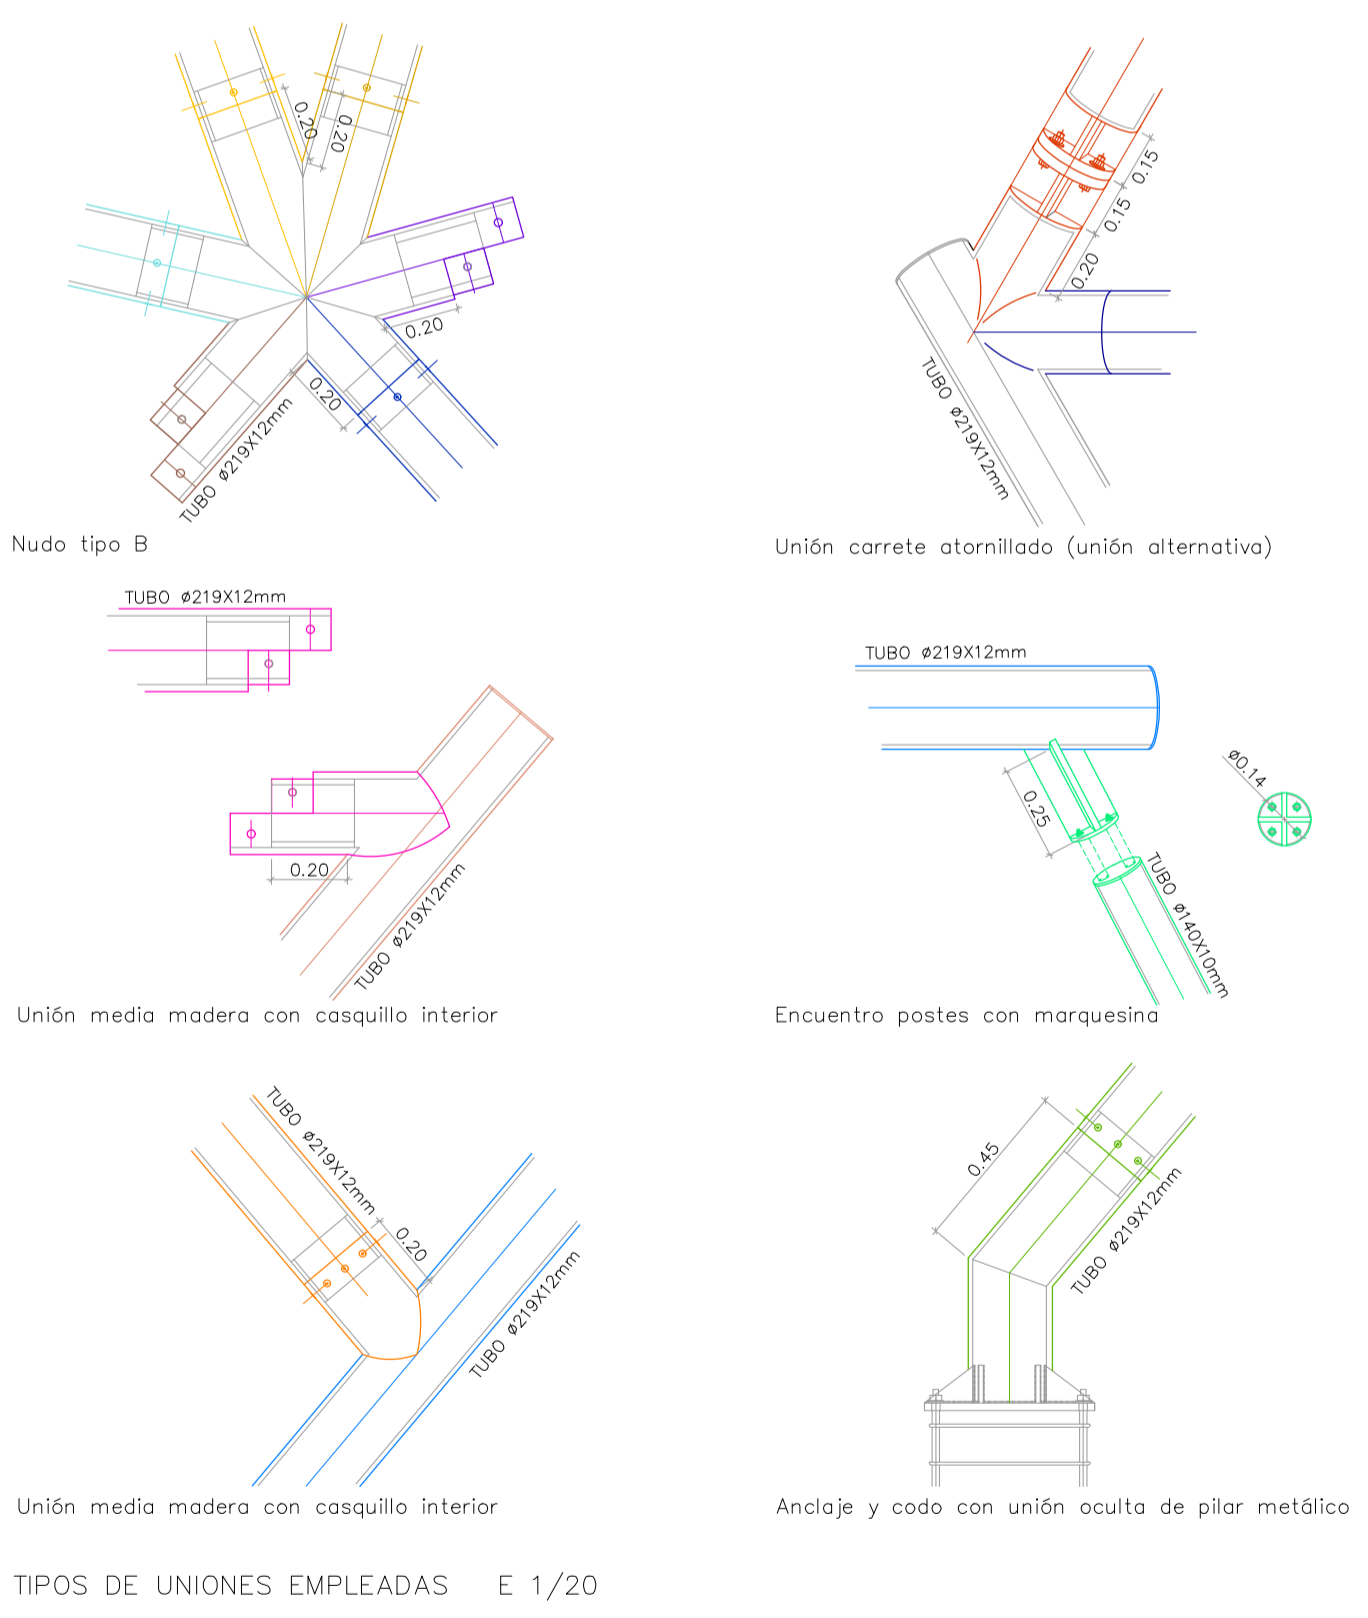 0.20
0.20
0.20
0.20
TUBO ø219X12mm
Nudo tipo B
0.15
0.15
0.20
TUBO ø219X12mm
Unión carrete atornillado (unión alternativa)
TUBO ø219X12mm
0.20
TUBO ø219X12mm
Unión media madera con casquillo interior
TUBO ø219X12mm
ø0.14
0.25
TUBO ø140X10mm
Encuentro postes con marquesina
TUBO ø219X12mm
0.20
TUBO ø219X12mm
Unión media madera con casquillo interior
0.45
TUBO ø219X12mm
Anclaje y codo con unión oculta de pilar metálico
TIPOS DE UNIONES EMPLEADAS E 1/20